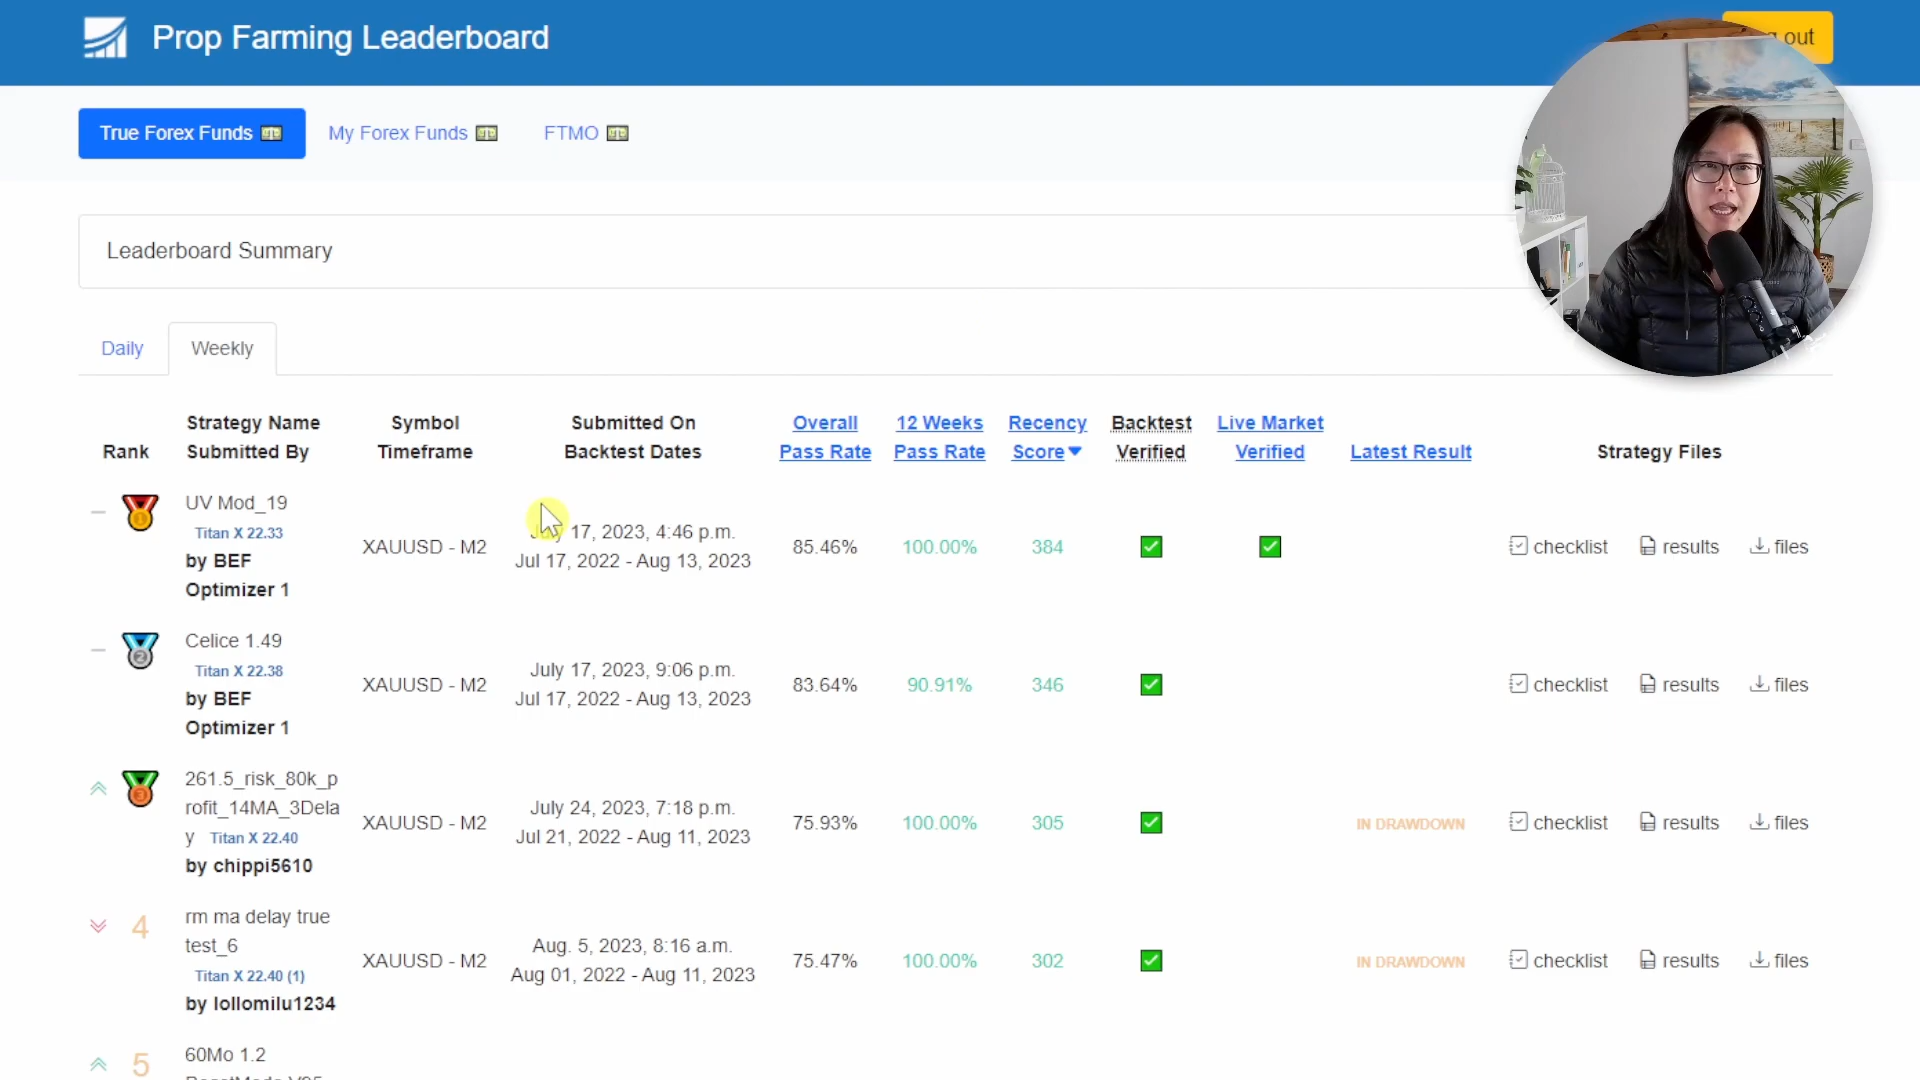 Prop Farming Leaderboard
out
True Forex Funds
My Forex Funds
FTMO
Leaderboard Summary
Daily
Weekly
Rank
Strategy Name
Submitted By
Symbol
Timeframe
Submitted On
Backtest Dates
Overall
Pass Rate
12 Weeks
Pass Rate
Recency
Score
Backtest
Verified
Live Market
Verified
Latest Result
Strategy Files
1
UV Mod_19
Titan X 22.33
by BEF
Optimizer 1
XAUUSD - M2
July 17, 2023, 4:46 p.m.
Jul 17, 2022 - Aug 13, 2023
85.46%
100.00%
384
checklist
results
files
2
Celice 1.49
Titan X 22.38
by BEF
Optimizer 1
XAUUSD - M2
July 17, 2023, 9:06 p.m.
Jul 17, 2022 - Aug 13, 2023
83.64%
90.91%
346
checklist
results
files
3
261.5_risk_80k_p
rofit_14MA_3Dela
y Titan X 22.40
by chippi5610
XAUUSD - M2
July 24, 2023, 7:18 p.m.
Jul 21, 2022 - Aug 11, 2023
75.93%
100.00%
305
IN DRAWDOWN
checklist
results
files
4
rm ma delay true
test_6
Titan X 22.40 (1)
by lollomilu1234
XAUUSD - M2
Aug. 5, 2023, 8:16 a.m.
Aug 01, 2022 - Aug 11, 2023
75.47%
100.00%
302
IN DRAWDOWN
checklist
results
files
5
60Mo 1.2